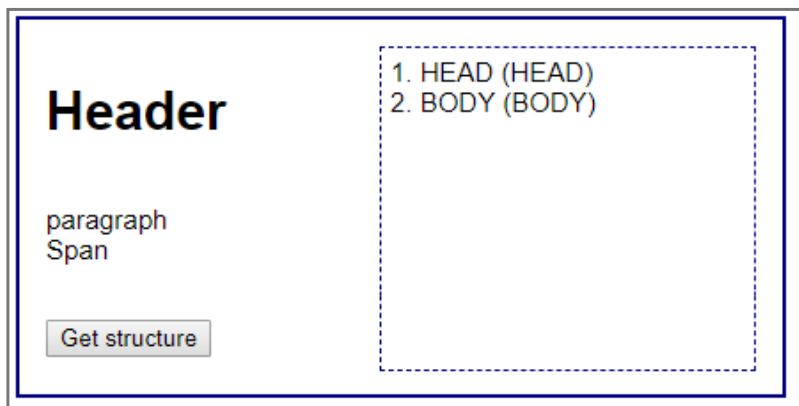 Header
paragraph
Span
Get structure
1. HEAD (HEAD)
2. BODY (BODY)